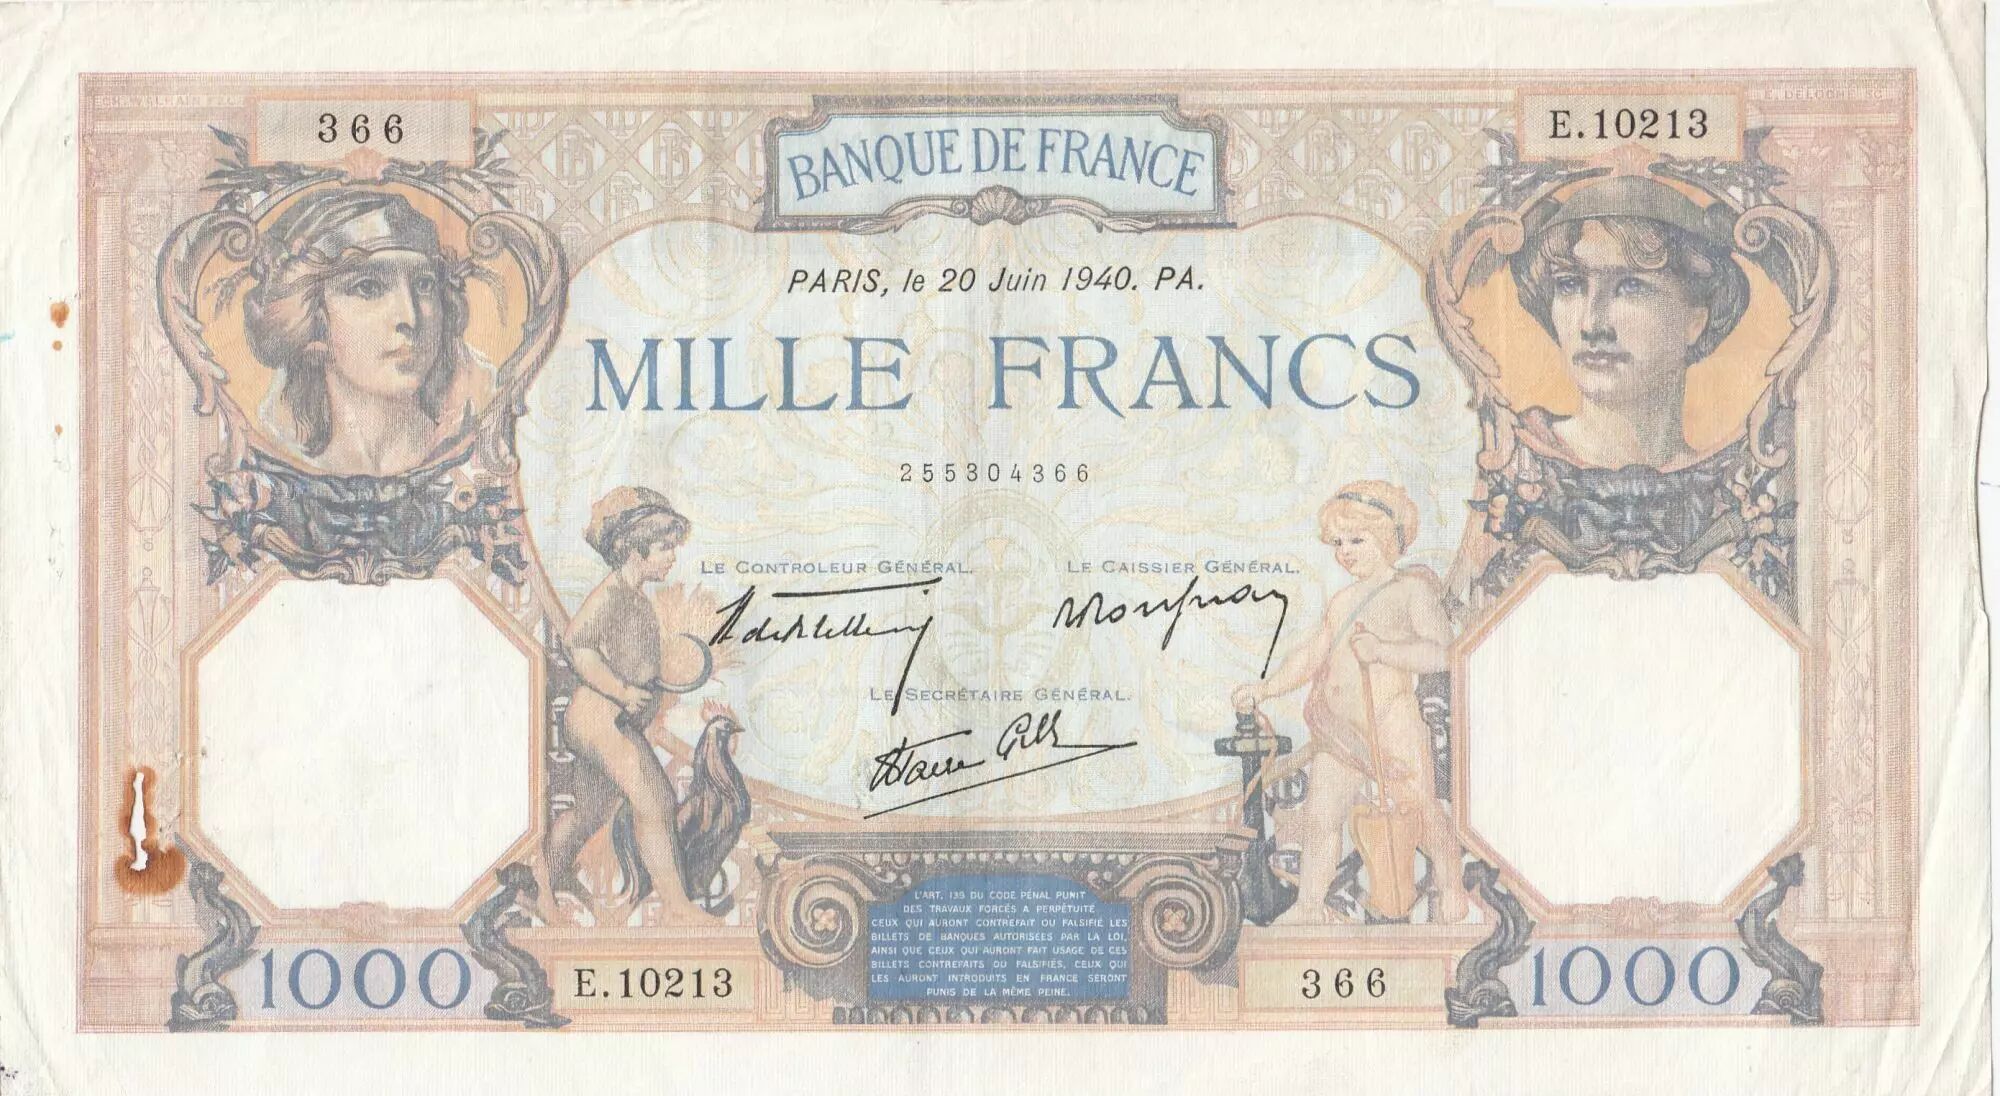 366
E.10213
BANQUE DE FRANCE
PARIS, le 20 Juin 1940. PA.
MILLE FRANCS
255304366
LE CONTROLEUR GÉNÉRAL.
LE CAISSIER GÉNÉRAL.
LE SECRÉTAIRE GÉNÉRAL.
L'ART. 139 DU CODE PÉNAL PUNIT
DES TRAVAUX FORCÉS A PERPÉTUITÉ
CEUX QUI AURONT CONTREFAIT OU FALSIFIÉ LES
BILLETS DE BANQUES AUTORISÉES PAR LA LOI,
AINSI QUE CEUX QUI AURONT FAIT USAGE DE CES
BILLETS CONTREFAITS OU FALSIFIÉS, CEUX QUI
LES AURONT INTRODUITS EN FRANCE SERONT
PUNIS DE LA MÊME PEINE.
1000
E.10213
366
1000